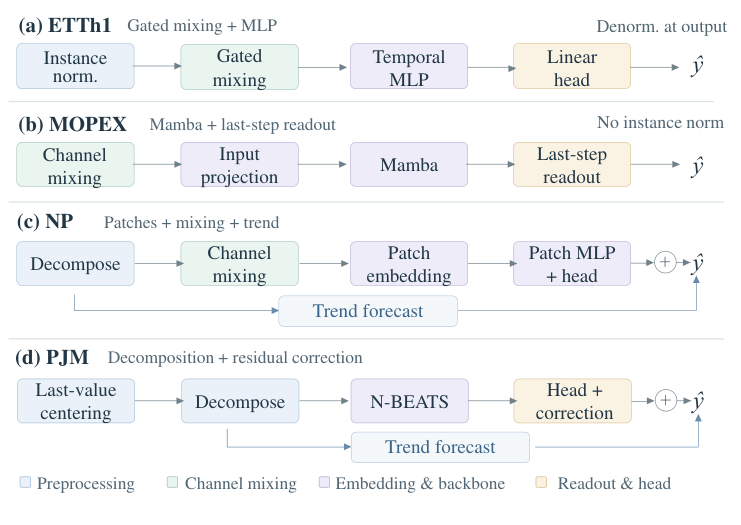 (a) ETTh1 Gated mixing + MLP Denorm. at output
Instance norm. Gated mixing Temporal MLP Linear head ŷ
(b) MOPEX Mamba + last-step readout No instance norm
Channel mixing Input projection Mamba Last-step readout ŷ
(c) NP Patches + mixing + trend
Decompose Channel mixing Patch embedding Patch MLP + head + ŷ
Trend forecast
(d) PJM Decomposition + residual correction
Last-value centering Decompose N-BEATS Head + correction + ŷ
Trend forecast
Preprocessing Channel mixing Embedding & backbone Readout & head